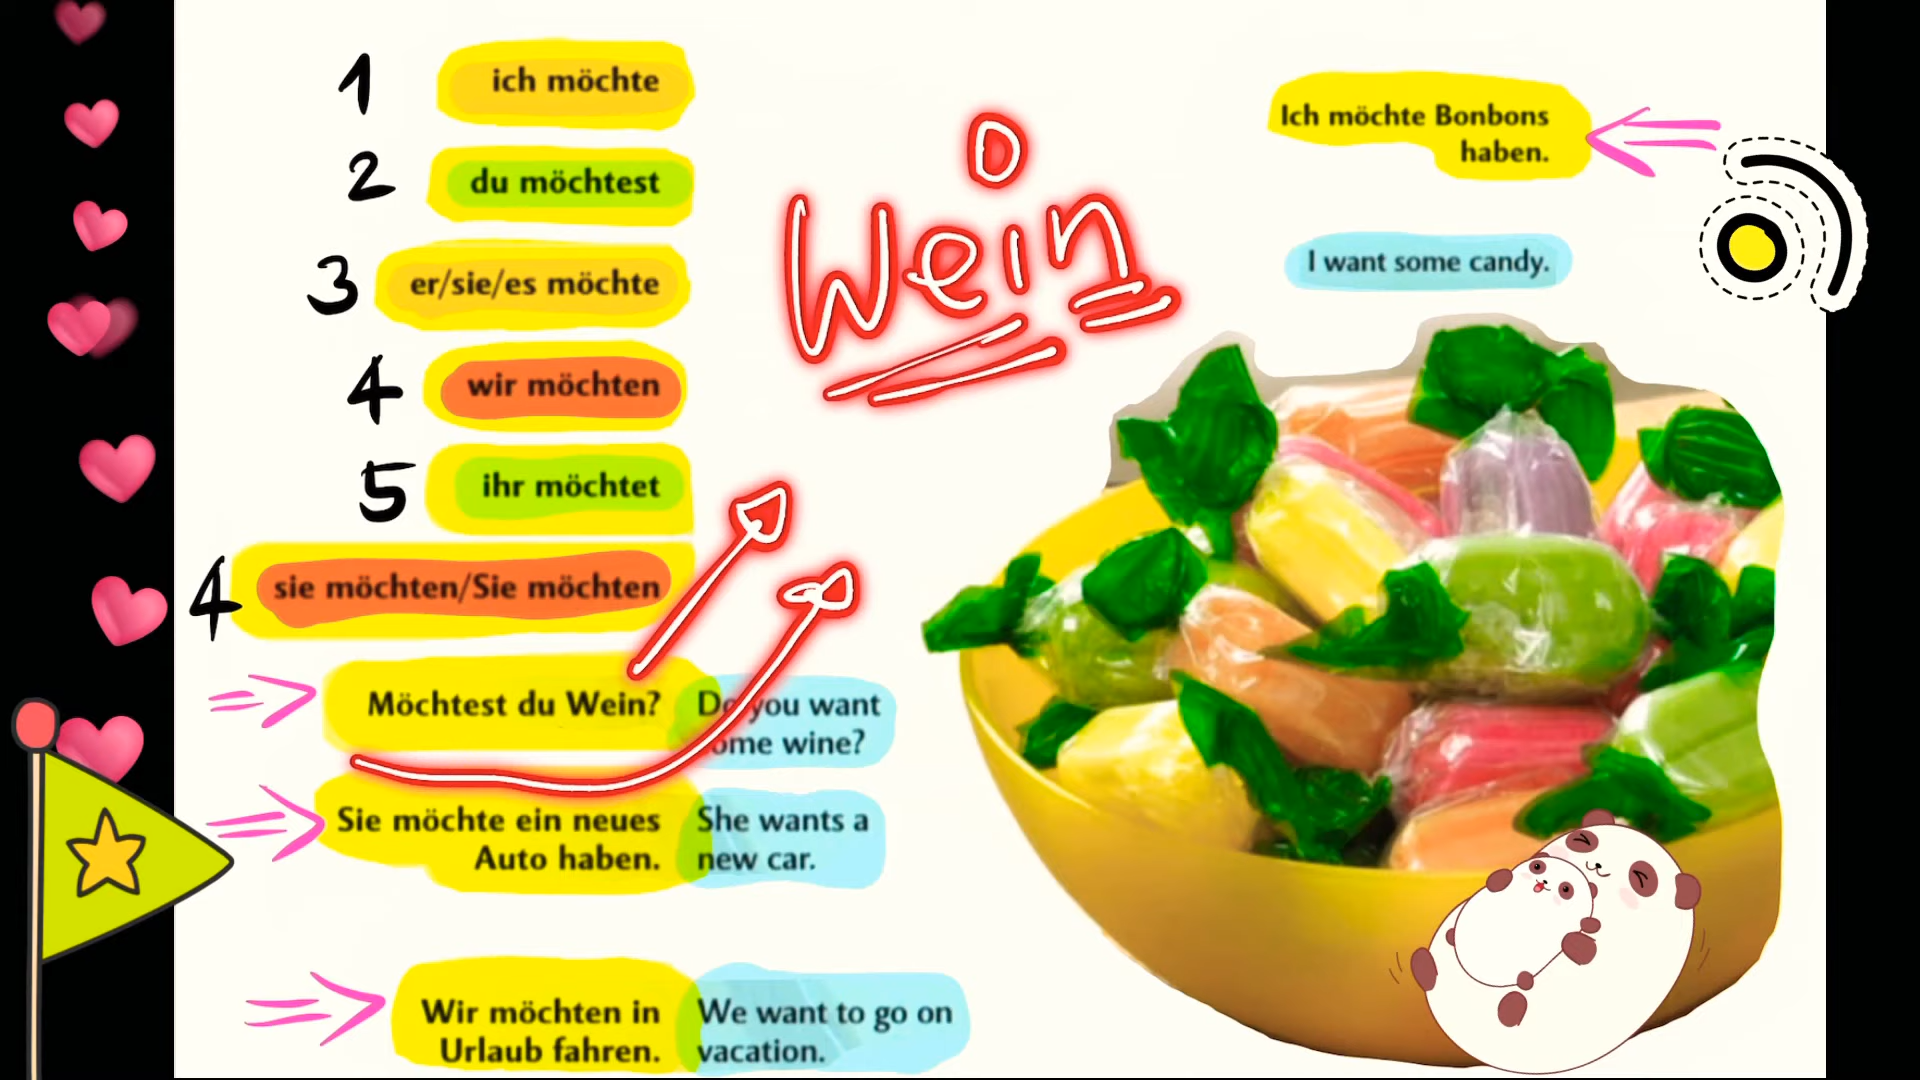 1 ich möchte
2 du möchtest
3 er/sie/es möchte
4 wir möchten
5 ihr möchtet
4 sie möchten/Sie möchten
Möchtest du Wein?
Do you want
ome wine?
Sie möchte ein neues
Auto haben.
She wants a
new car.
Wir möchten in
Urlaub fahren.
We want to go on
vacation.
Wein
Ich möchte Bonbons
haben.
I want some candy.